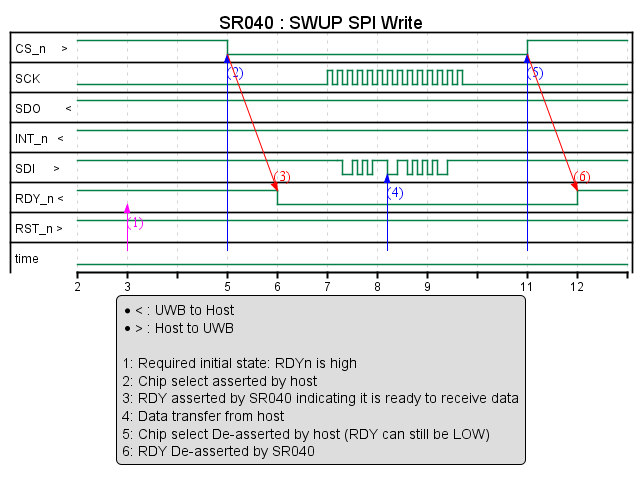 SR040 : SWUP SPI Write
CS_n >
(2)
(5)
SCK
SDO <
INT_n <
SDI >
(3)
(6)
RDY_n <
(4)
RST_n >
(1)
time
2 3 4 5 6 7 8 9 11 12
• < : UWB to Host
• > : Host to UWB
1: Required initial state: RDYn is high
2: Chip select asserted by host
3: RDY asserted by SR040 indicating it is ready to receive data
4: Data transfer from host
5: Chip select De-asserted by host (RDY can still be LOW)
6: RDY De-asserted by SR040